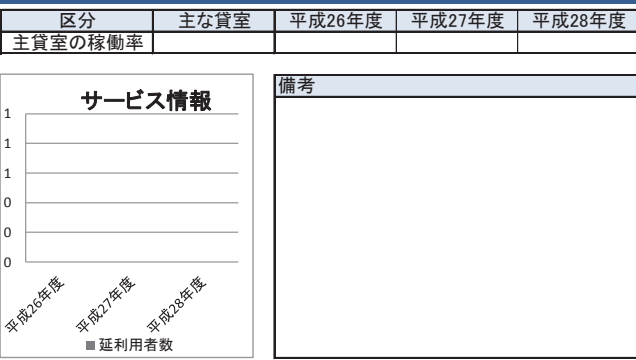 区分 主な貸室 平成26年度 平成27年度 平成28年度
主貸室の稼働率
サービス情報
1
1
1
0
0
0
平成26年度 平成27年度 平成28年度
延利用者数
備考